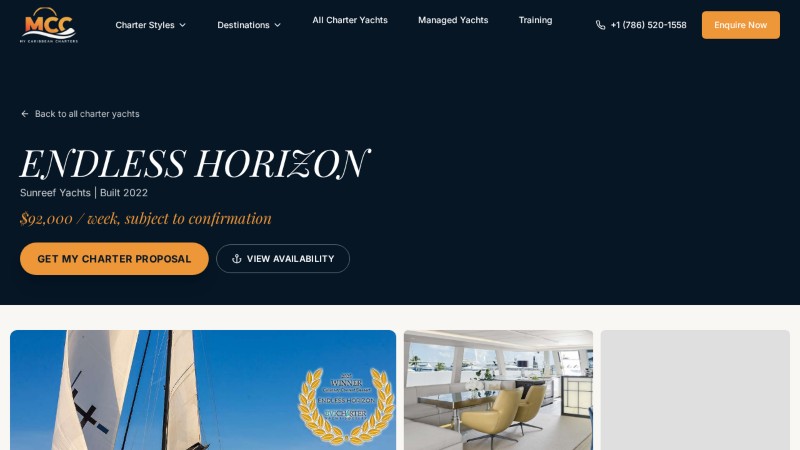 MCC
MY CARIBBEAN CHARTERS
Charter Styles
Destinations
All Charter Yachts
Managed Yachts
Training
+1 (786) 520-1558
Enquire Now
Back to all charter yachts
ENDLESS HORIZON
Sunreef Yachts | Built 2022
$92,000 / week, subject to confirmation
GET MY CHARTER PROPOSAL
VIEW AVAILABILITY
WINNER
ENDLESS HORIZON